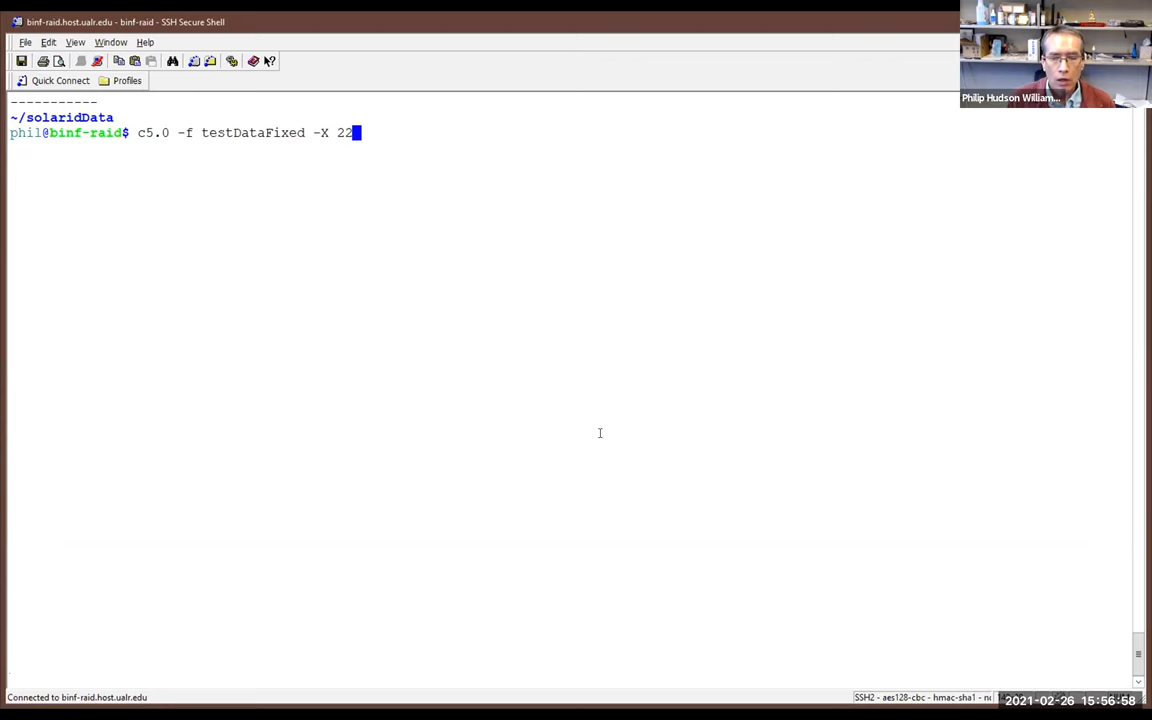 binf-raid.host.ualr.edu - binf-raid - SSH Secure Shell
File Edit View Window Help
Quick Connect Profiles
-----------
~/solaridData
phil@binf-raid$ c5.0 -f testDataFixed -X 22
Philip Hudson William...
Connected to binf-raid.host.ualr.edu
SSH2 - aes128-cbc - hmac-sha1 - nc
2021-02-26 15:56:58